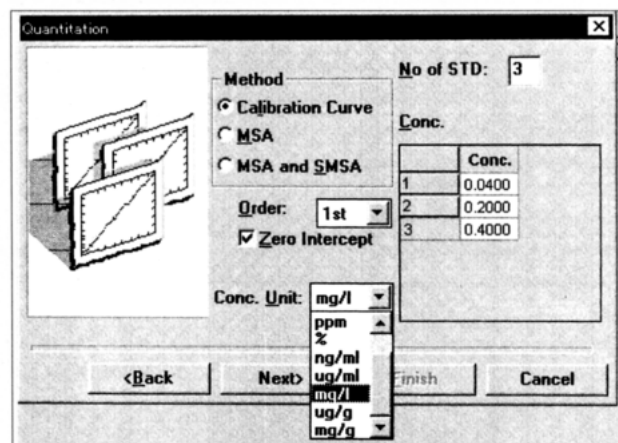 Quantitation
Method
Calibration Curve
MSA
MSA and SMSA
Order: 1st
Zero Intercept
Conc. Unit: mg/l
ppm
%
ng/ml
ug/ml
mg/l
ug/g
mg/g
No of STD: 3
Conc.
Conc.
1 0.0400
2 0.2000
3 0.4000
<Back
Next>
Finish
Cancel